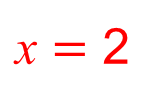 x = 2